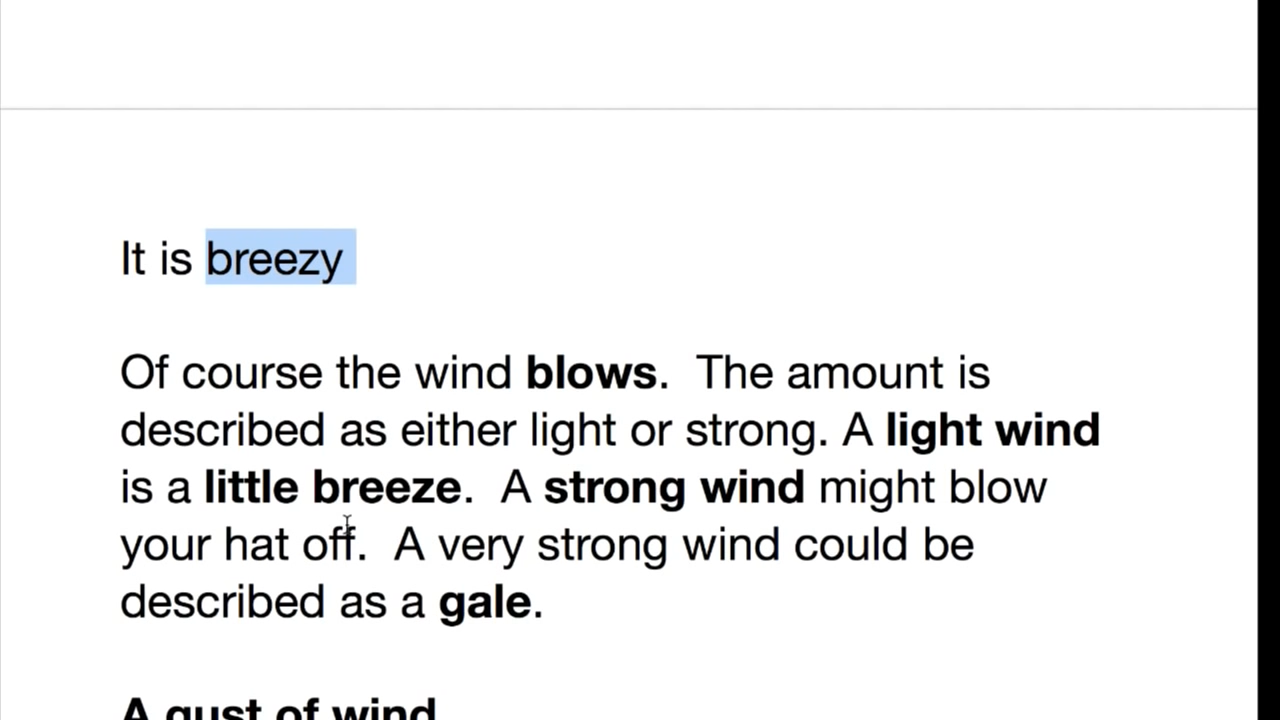 It is breezy
Of course the wind blows.  The amount is
described as either light or strong. A light wind
is a little breeze.  A strong wind might blow
your hat off.  A very strong wind could be
described as a gale.
A gust of wind